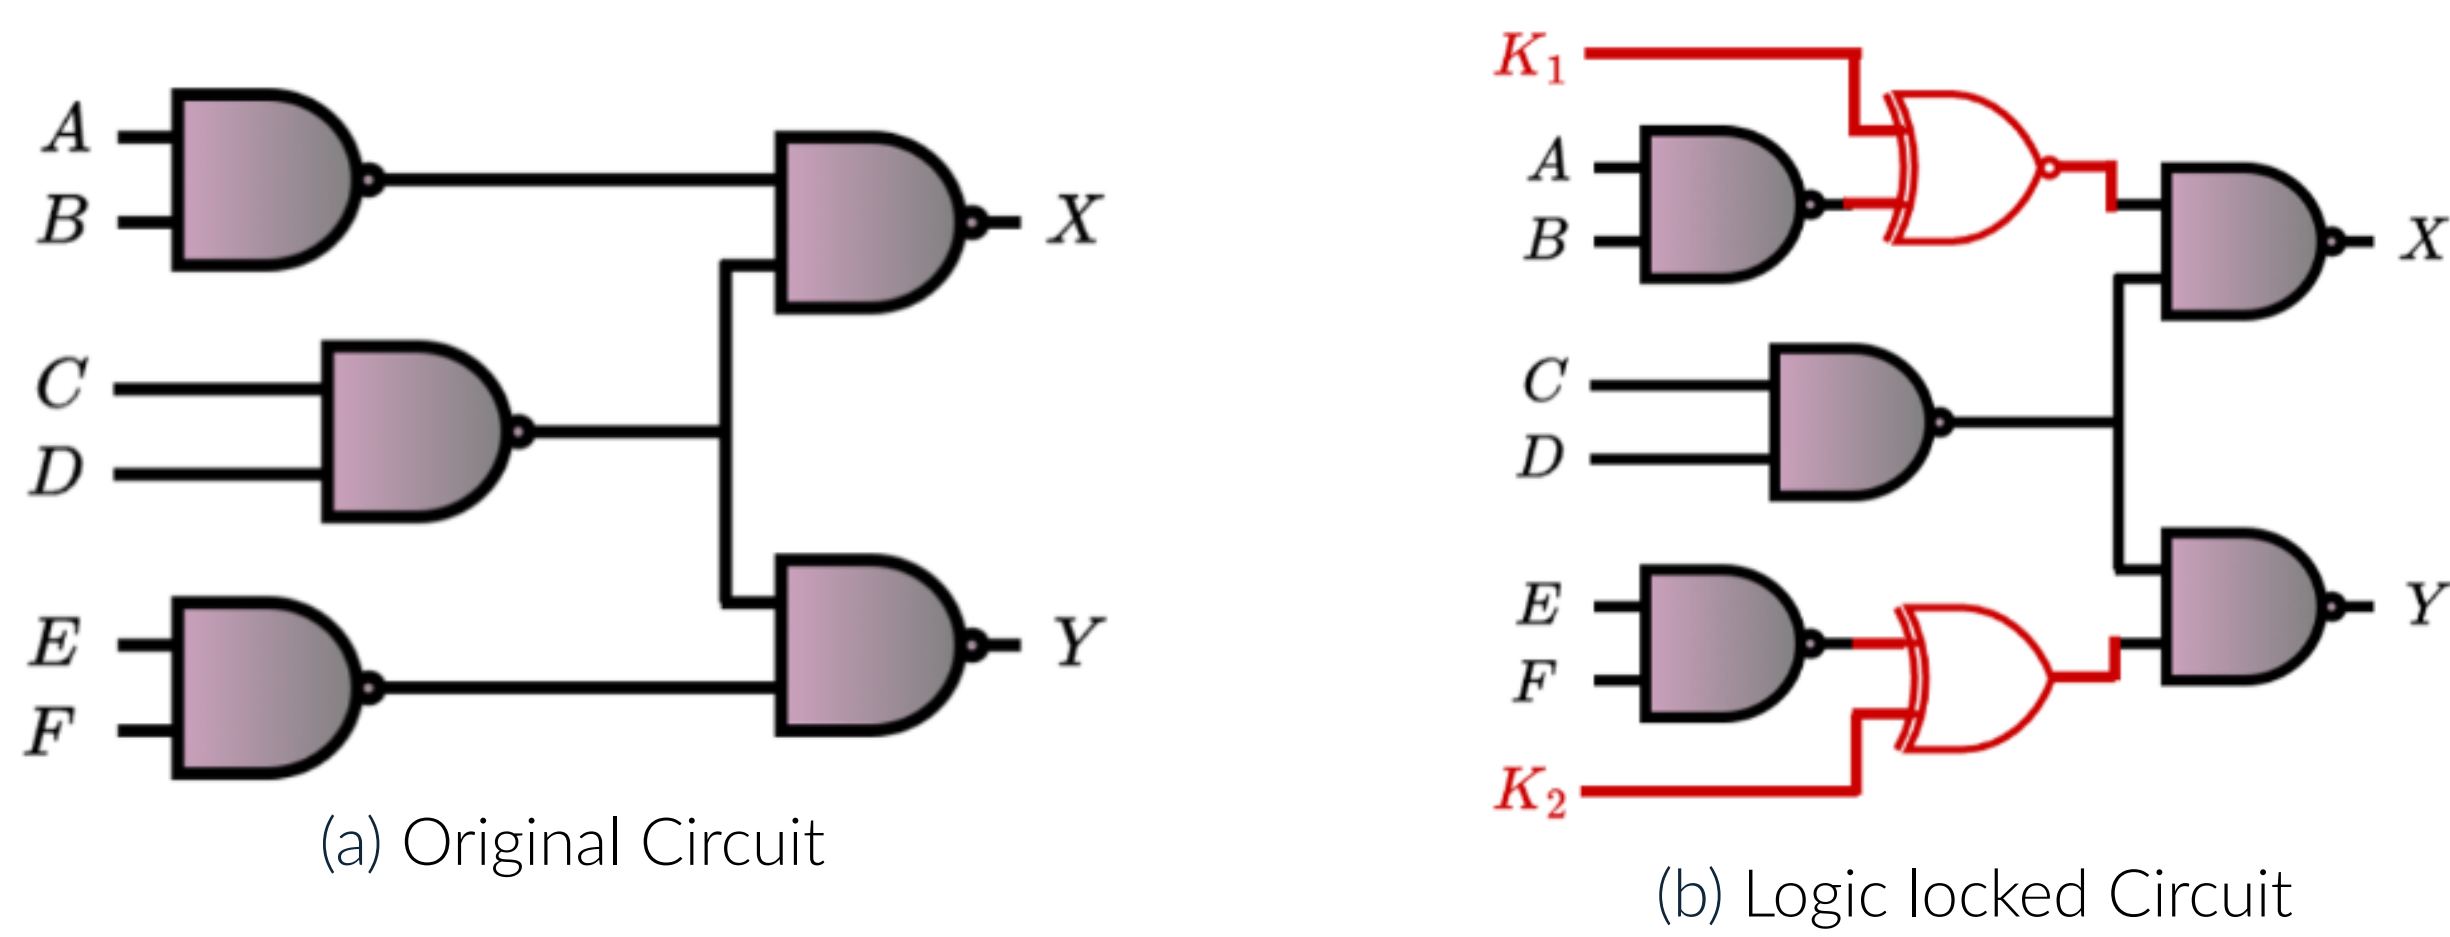 A
B
C
D
E
F
X
Y
(a) Original Circuit
K₁
A
B
C
D
E
F
K₂
X
Y
(b) Logic locked Circuit